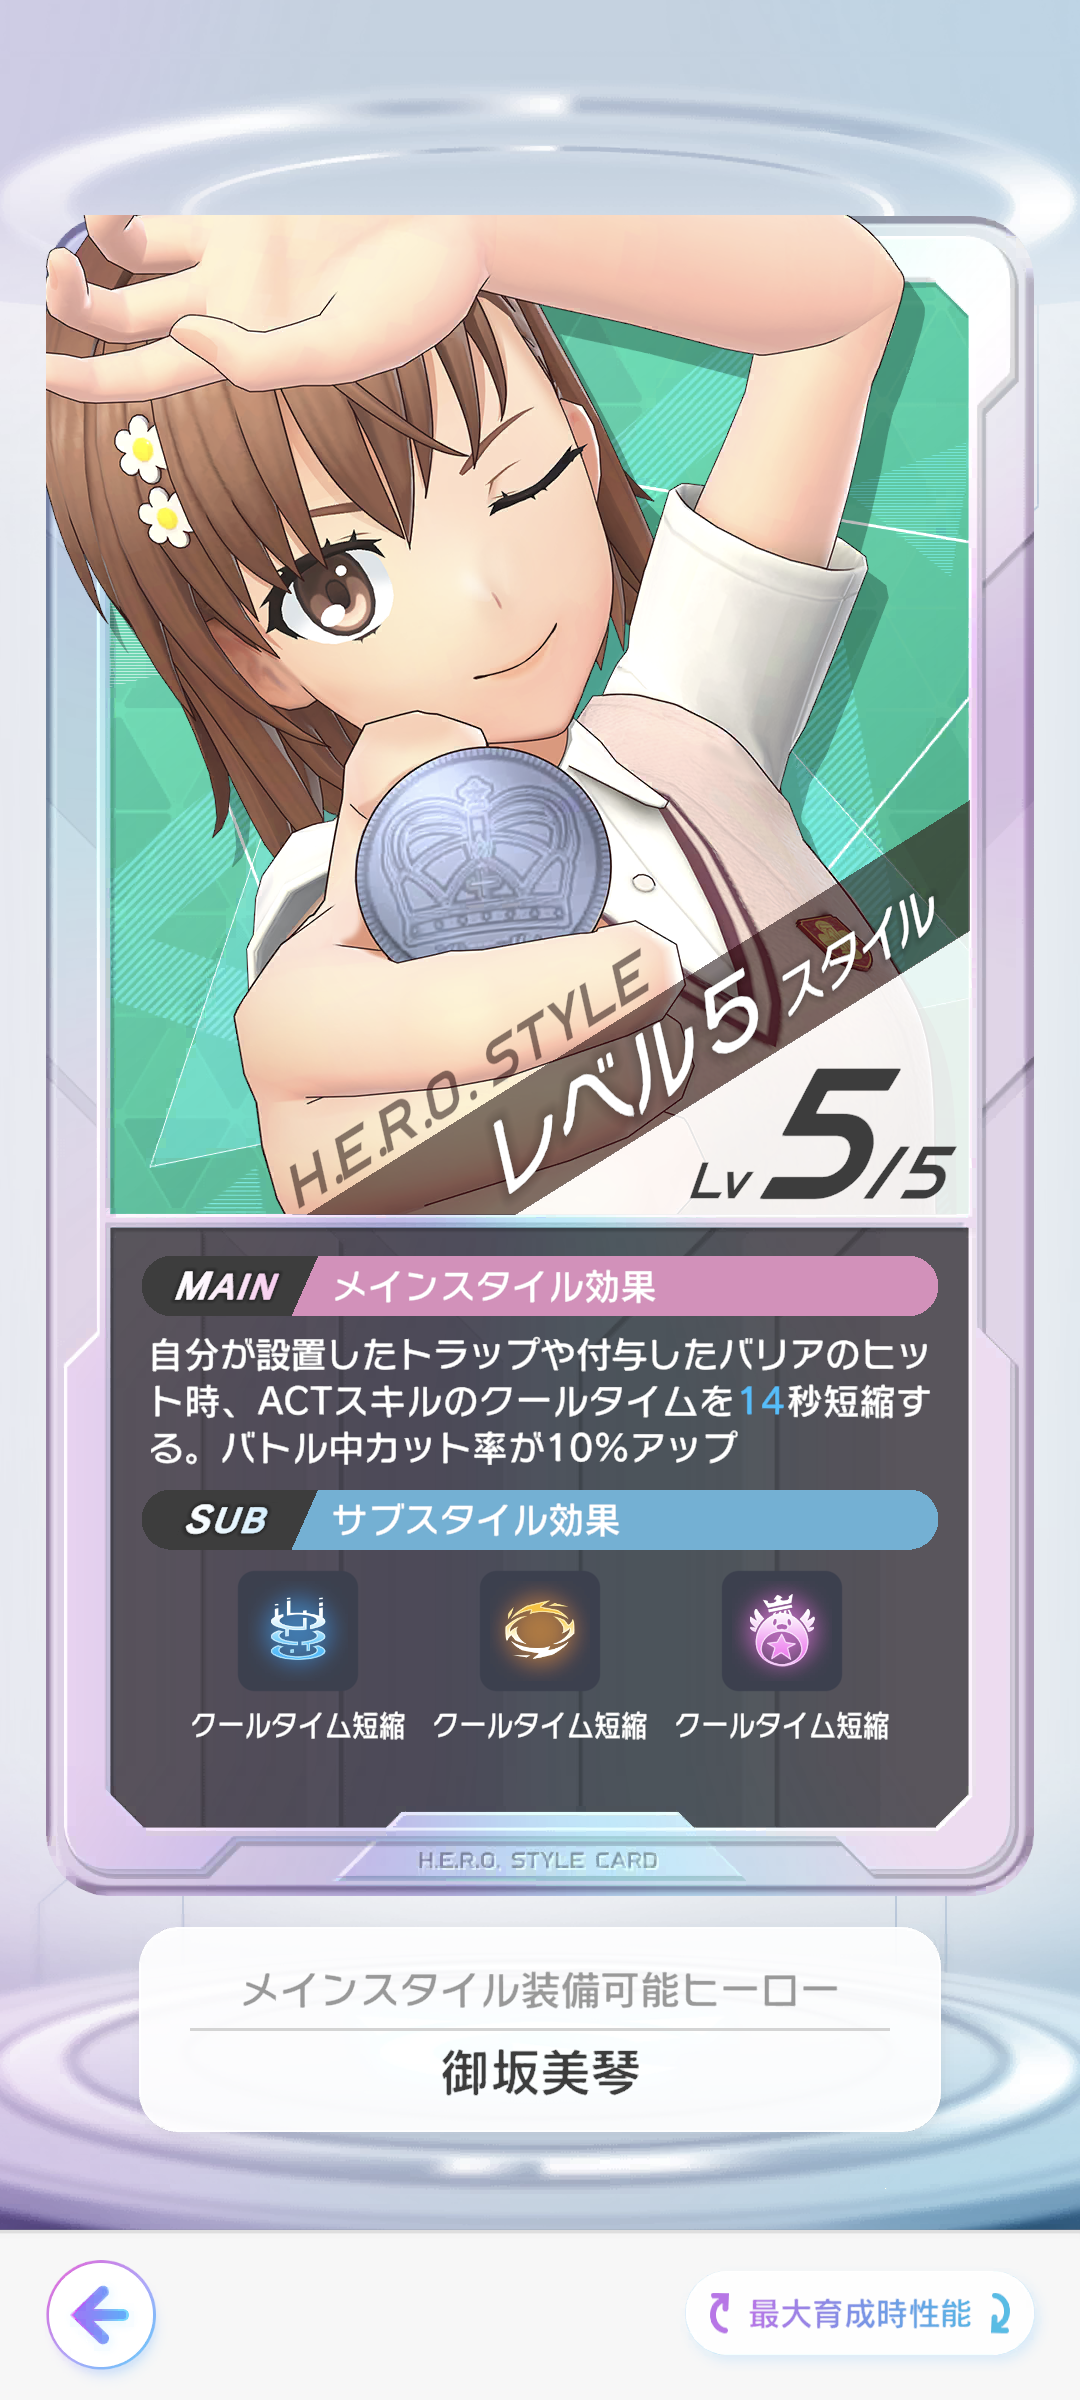 H.E.R.O. STYLE
レベル5 スタイル
Lv 5/5
MAIN メインスタイル効果
自分が設置したトラップや付与したバリアのヒッ
ト時、ACTスキルのクールタイムを14秒短縮す
る。バトル中カット率が10%アップ
SUB サブスタイル効果
クールタイム短縮 クールタイム短縮 クールタイム短縮
H.E.R.O. STYLE CARD
メインスタイル装備可能ヒーロー
御坂美琴
最大育成時性能